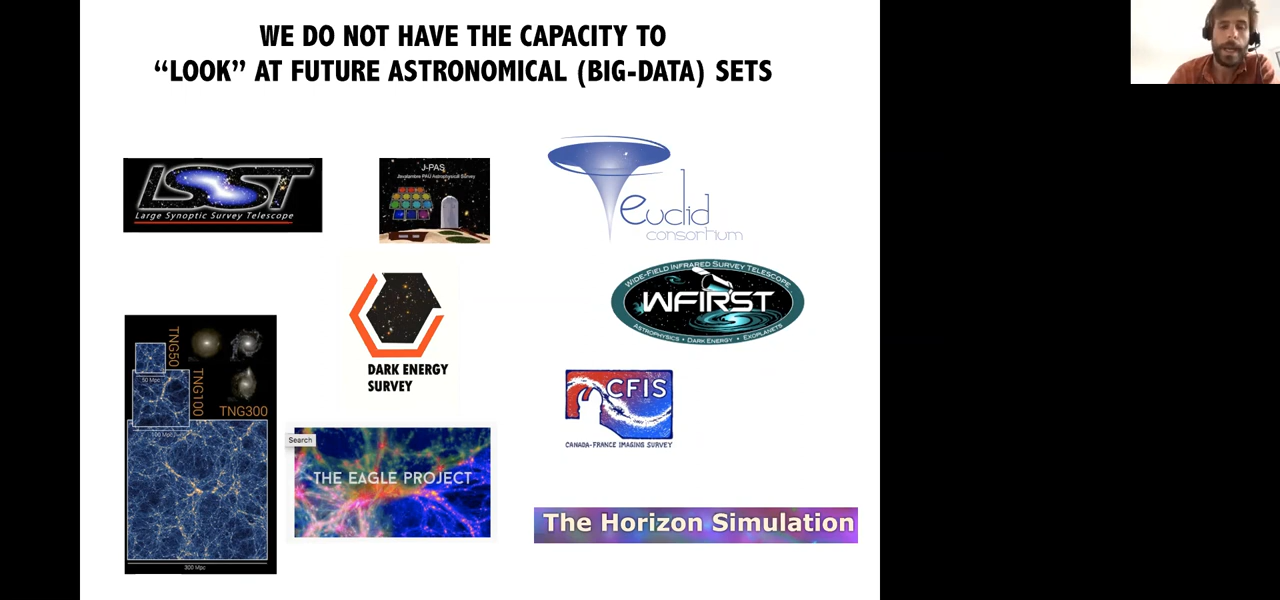 WE DO NOT HAVE THE CAPACITY TO
“LOOK” AT FUTURE ASTRONOMICAL (BIG-DATA) SETS
LSST
Large Synoptic Survey Telescope
J-PAS
Javalambre PAU Astrophysical Survey
euclid
consortium
WIDE-FIELD INFRARED SURVEY TELESCOPE
WFIRST
ASTROPHYSICS • DARK ENERGY • EXOPLANETS
DARK ENERGY
SURVEY
TNG50
50 Mpc
TNG100
100 Mpc
TNG300
300 Mpc
CFIS
CANADA-FRANCE IMAGING SURVEY
Search
THE EAGLE PROJECT
The Horizon Simulation